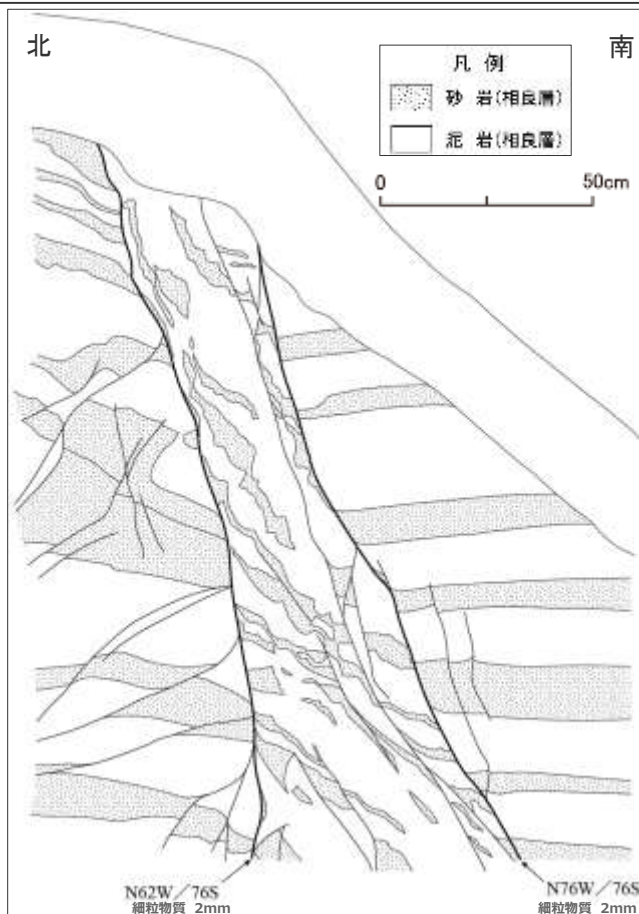 北
南
凡例
砂岩(相良層)
泥岩(相良層)
0 50cm
N62W/76S
細粒物質 2mm
N76W/76S
細粒物質 2mm